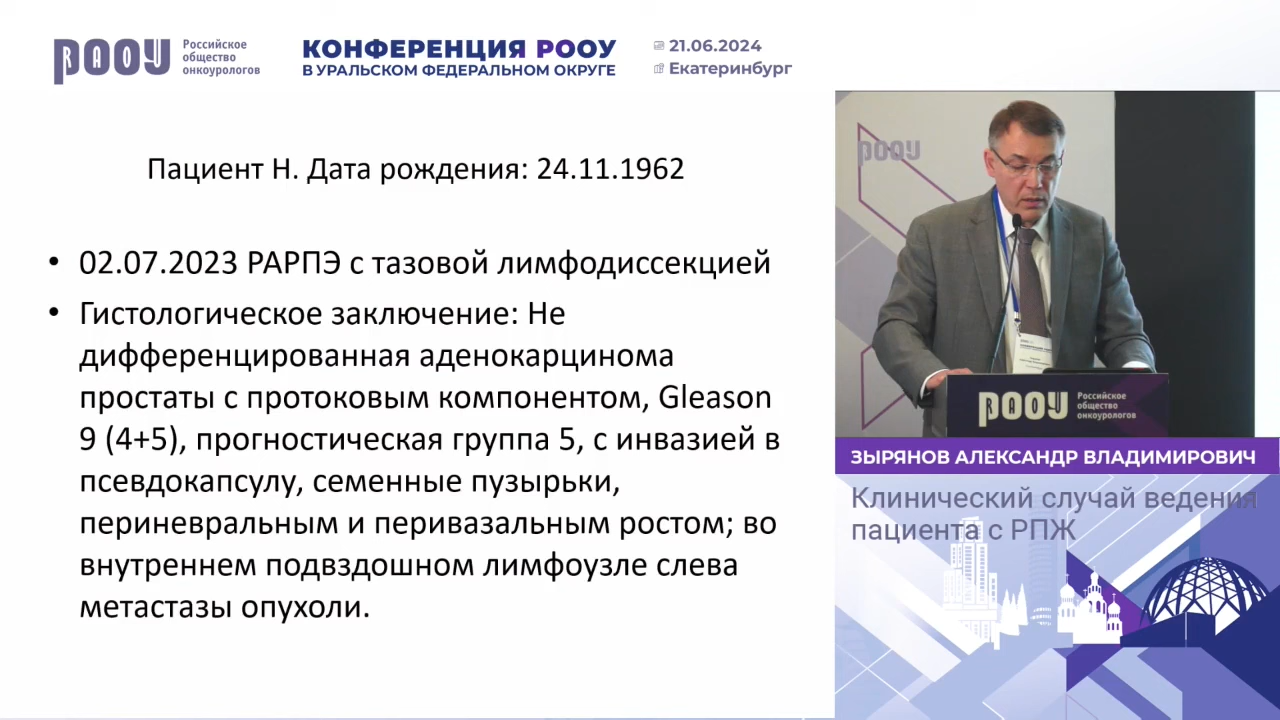 РООУ
Российское
общество
онкоурологов
КОНФЕРЕНЦИЯ РООУ
В УРАЛЬСКОМ ФЕДЕРАЛЬНОМ ОКРУГЕ
21.06.2024
Екатеринбург
Пациент Н. Дата рождения: 24.11.1962
• 02.07.2023 РАРПЭ с тазовой лимфодиссекцией
• Гистологическое заключение: Не
дифференцированная аденокарцинома
простаты с протоковым компонентом, Gleason
9 (4+5), прогностическая группа 5, с инвазией в
псевдокапсулу, семенные пузырьки,
периневральным и перивазальным ростом; во
внутреннем подвздошном лимфоузле слева
метастазы опухоли.
РООУ
РООУ
Российское
общество
онкоурологов
ЗЫРЯНОВ АЛЕКСАНДР ВЛАДИМИРОВИЧ
Клинический случай ведения
пациента с РПЖ